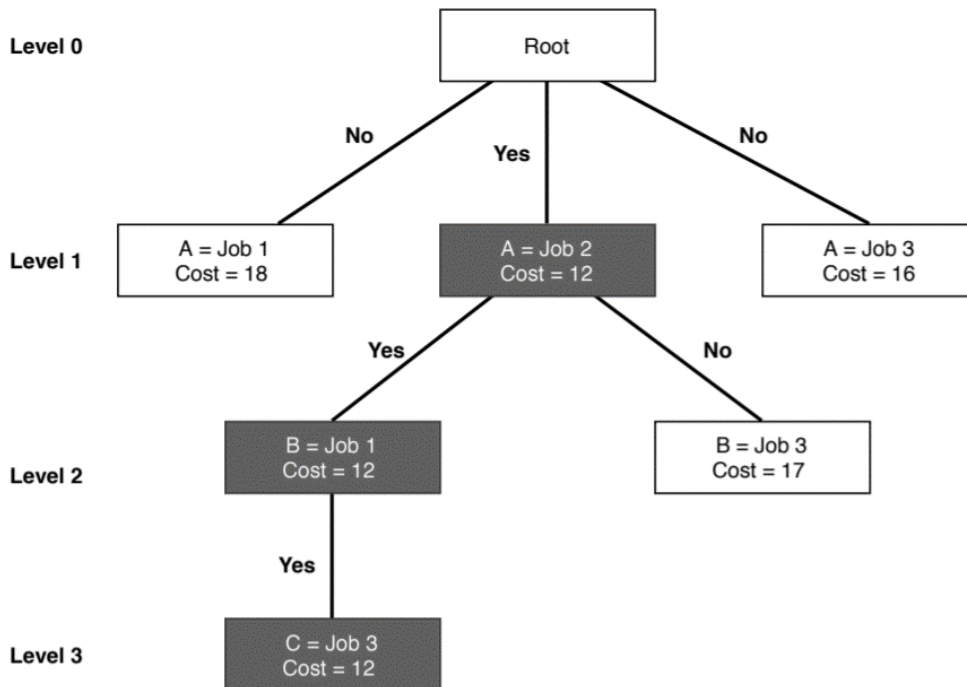 Level 0
Root
No
Yes
No
Level 1
A = Job 1
Cost = 18
A = Job 2
Cost = 12
A = Job 3
Cost = 16
Yes
No
Level 2
B = Job 1
Cost = 12
B = Job 3
Cost = 17
Yes
Level 3
C = Job 3
Cost = 12